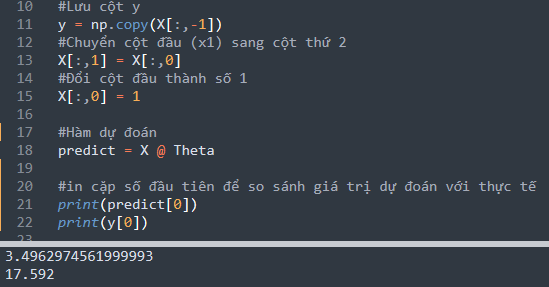 10 #Lưu cột y
11 y = np.copy(X[:,-1])
12 #Chuyển cột đầu (x1) sang cột thứ 2
13 X[:,1] = X[:,0]
14 #Đổi cột đầu thành số 1
15 X[:,0] = 1
16
17 #Hàm dự đoán
18 predict = X @ Theta
19
20 #in cặp số đầu tiên để so sánh giá trị dự đoán với thực tế
21 print(predict[0])
22 print(y[0])
23
3.4962974561999993
17.592